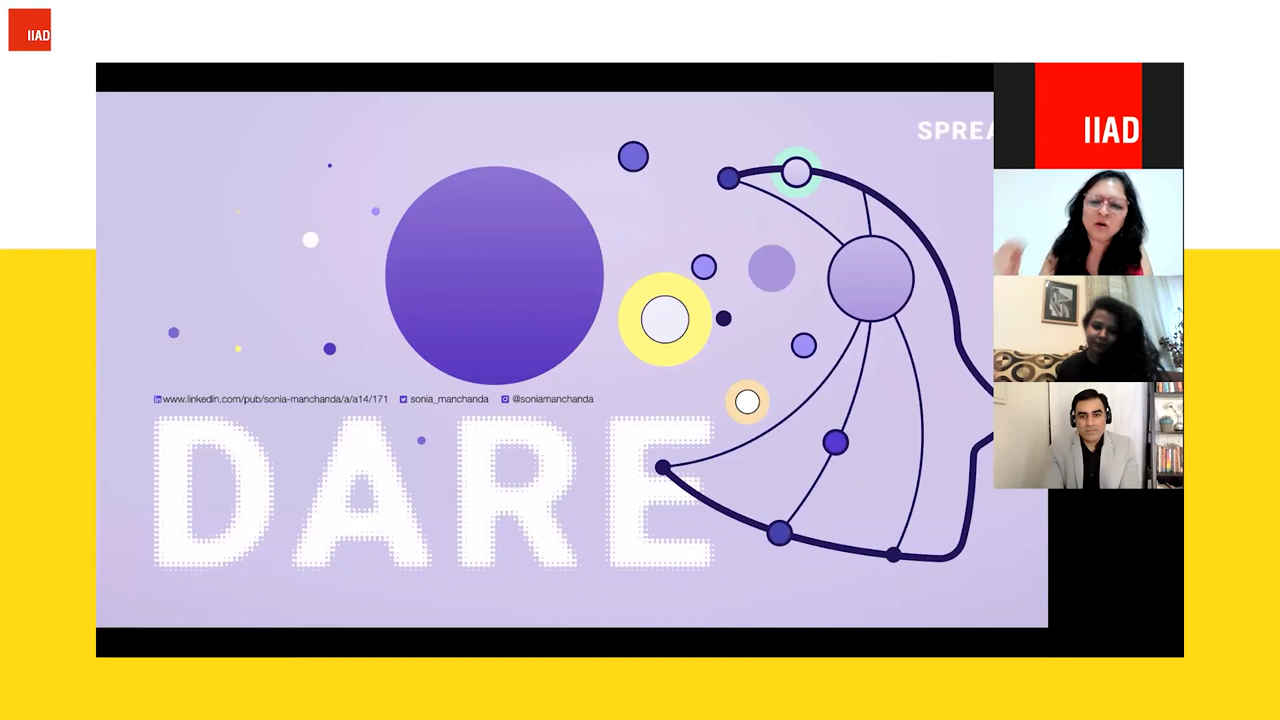 IIAD
SPREA
IIAD
www.linkedin.com/pub/sonia-manchanda/a/a14/171 sonia_manchanda @soniamanchanda
DARE